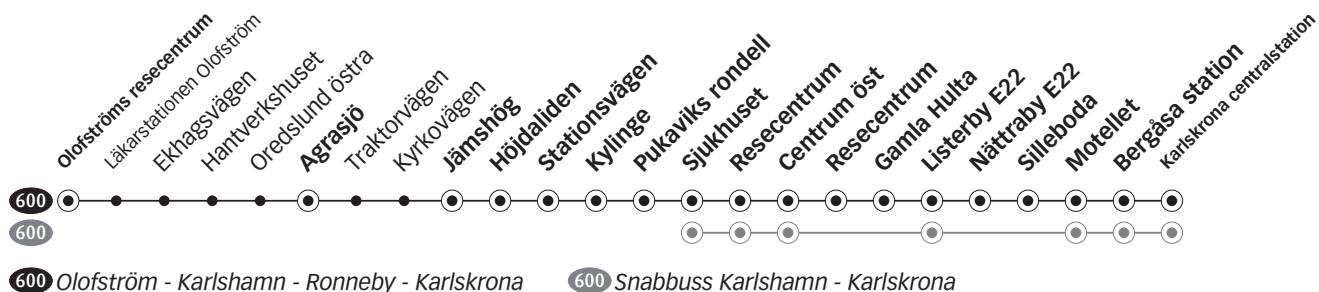 Olofströms resecentrum
Läkarstationen Olofström
Ekhagsvägen
Hantverkshuset
Oredslund östra
Agrasjö
Traktorvägen
Kyrkovägen
Jämshög
Höjdaliden
Stationsvägen
Kylinge
Pukaviks rondell
Sjukhuset
Resecentrum
Centrum öst
Resecentrum
Gamla Hulta
Listerby E22
Nättraby E22
Silleboda
Motellet
Bergåsa station
Karlskrona centralstation
600
600
600 Olofström - Karlshamn - Ronneby - Karlskrona 600 Snabbuss Karlshamn - Karlskrona